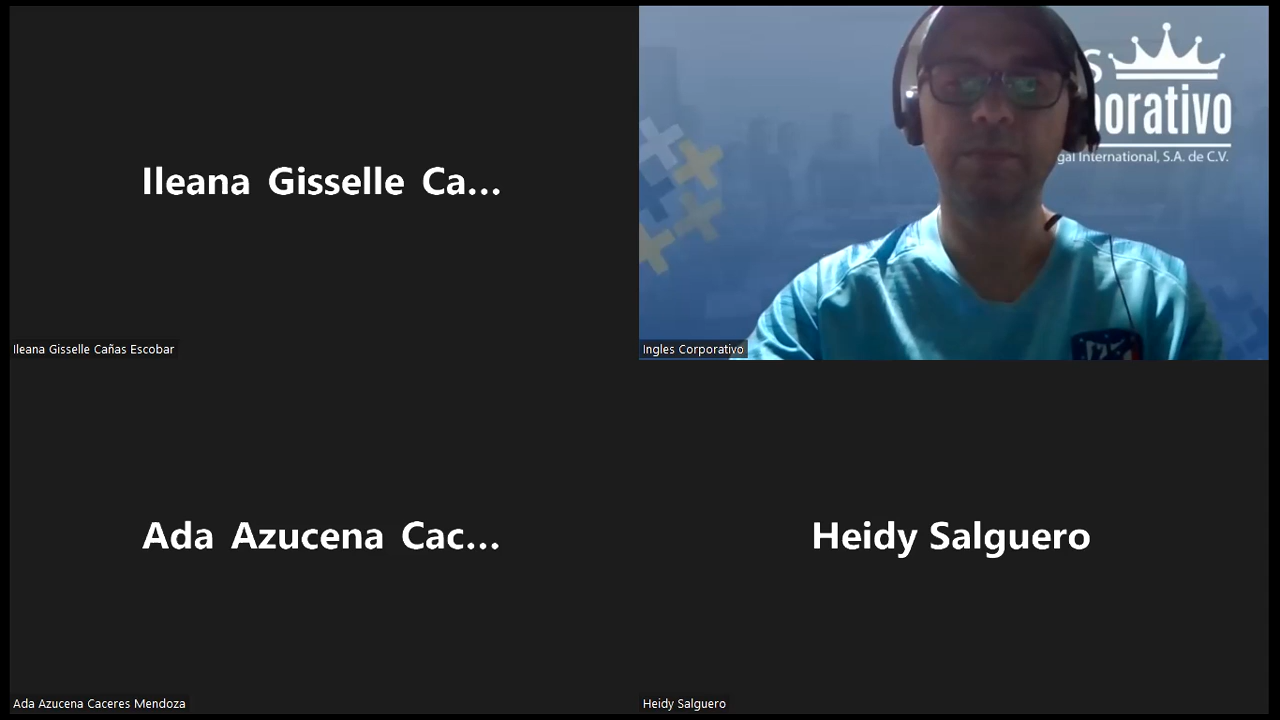 Ileana Gisselle Ca...
Ileana Gisselle Cañas Escobar
s
porativo
gal International, S.A. de C.V.
Ingles Corporativo
Ada Azucena Cac...
Ada Azucena Caceres Mendoza
Heidy Salguero
Heidy Salguero